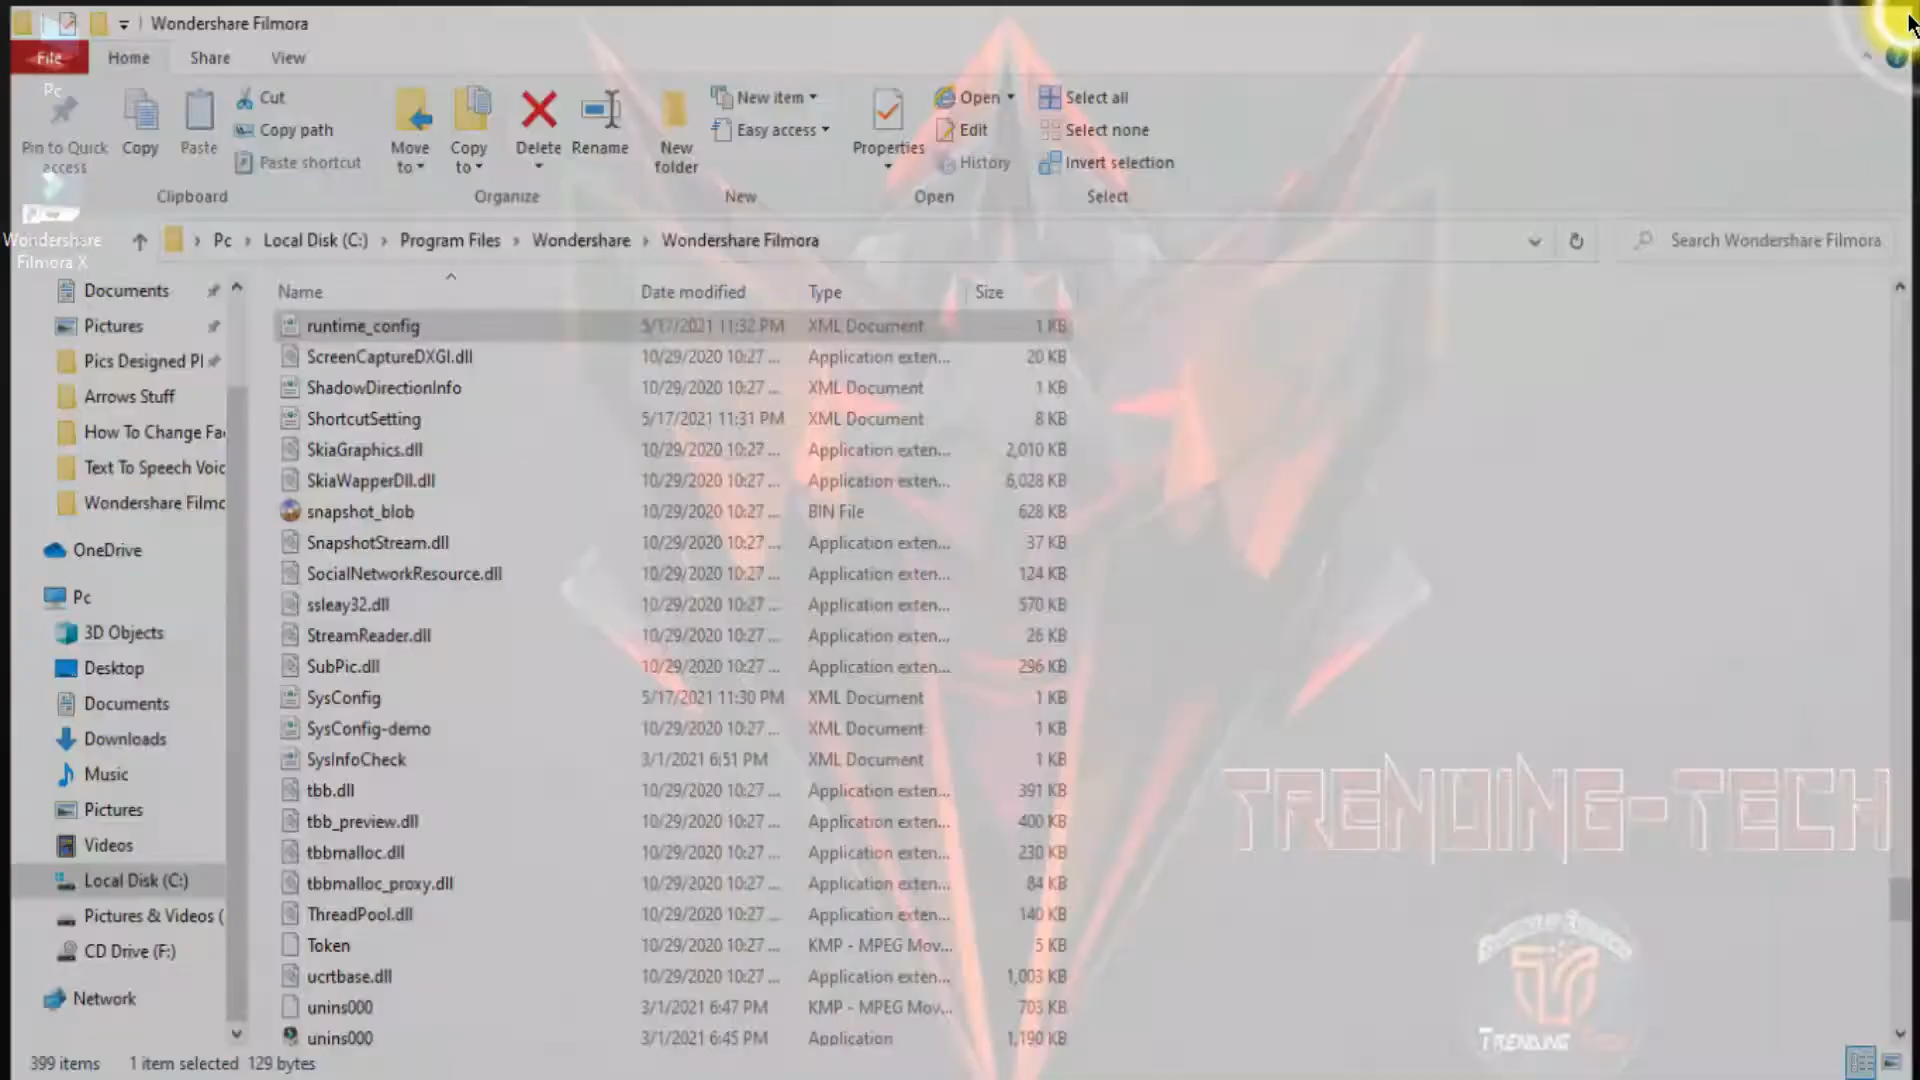 Wondershare Filmora
File Home Share View
Pc
Pin to Quick access
Copy
Paste
Cut
Copy path
Paste shortcut
Clipboard
Move to
Copy to
Delete
Rename
Organize
New folder
New item
Easy access
New
Properties
Open
Edit
History
Open
Select all
Select none
Invert selection
Select
Wondershare
Filmora X
Pc Local Disk (C:) Program Files Wondershare Wondershare Filmora
Search Wondershare Filmora
Documents
Pictures
Pics Designed Pl
Arrows Stuff
How To Change Fa
Text To Speech Voic
Wondershare Filmo
OneDrive
Pc
3D Objects
Desktop
Documents
Downloads
Music
Pictures
Videos
Local Disk (C:)
Pictures & Videos (
CD Drive (F:)
Network
Name Date modified Type Size
runtime_config 5/17/2021 11:32 PM XML Document 1 KB
ScreenCaptureDXGI.dll 10/29/2020 10:27 ... Application exten... 20 KB
ShadowDirectionInfo 10/29/2020 10:27 ... XML Document 1 KB
ShortcutSetting 5/17/2021 11:31 PM XML Document 8 KB
SkiaGraphics.dll 10/29/2020 10:27 ... Application exten... 2,010 KB
SkiaWapperDll.dll 10/29/2020 10:27 ... Application exten... 6,028 KB
snapshot_blob 10/29/2020 10:27 ... BIN File 628 KB
SnapshotStream.dll 10/29/2020 10:27 ... Application exten... 37 KB
SocialNetworkResource.dll 10/29/2020 10:27 ... Application exten... 124 KB
ssleay32.dll 10/29/2020 10:27 ... Application exten... 570 KB
StreamReader.dll 10/29/2020 10:27 ... Application exten... 26 KB
SubPic.dll 10/29/2020 10:27 ... Application exten... 296 KB
SysConfig 5/17/2021 11:30 PM XML Document 1 KB
SysConfig-demo 10/29/2020 10:27 ... XML Document 1 KB
SysInfoCheck 3/1/2021 6:51 PM XML Document 1 KB
tbb.dll 10/29/2020 10:27 ... Application exten... 391 KB
tbb_preview.dll 10/29/2020 10:27 ... Application exten... 400 KB
tbbmalloc.dll 10/29/2020 10:27 ... Application exten... 230 KB
tbbmalloc_proxy.dll 10/29/2020 10:27 ... Application exten... 84 KB
ThreadPool.dll 10/29/2020 10:27 ... Application exten... 140 KB
Token 10/29/2020 10:27 ... KMP - MPEG Mov... 5 KB
ucrtbase.dll 10/29/2020 10:27 ... Application exten... 1,003 KB
unins000 3/1/2021 6:47 PM KMP - MPEG Mov... 703 KB
unins000 3/1/2021 6:45 PM Application 1,190 KB
TRENDING-TECH
TRENDING
399 items 1 item selected 129 bytes